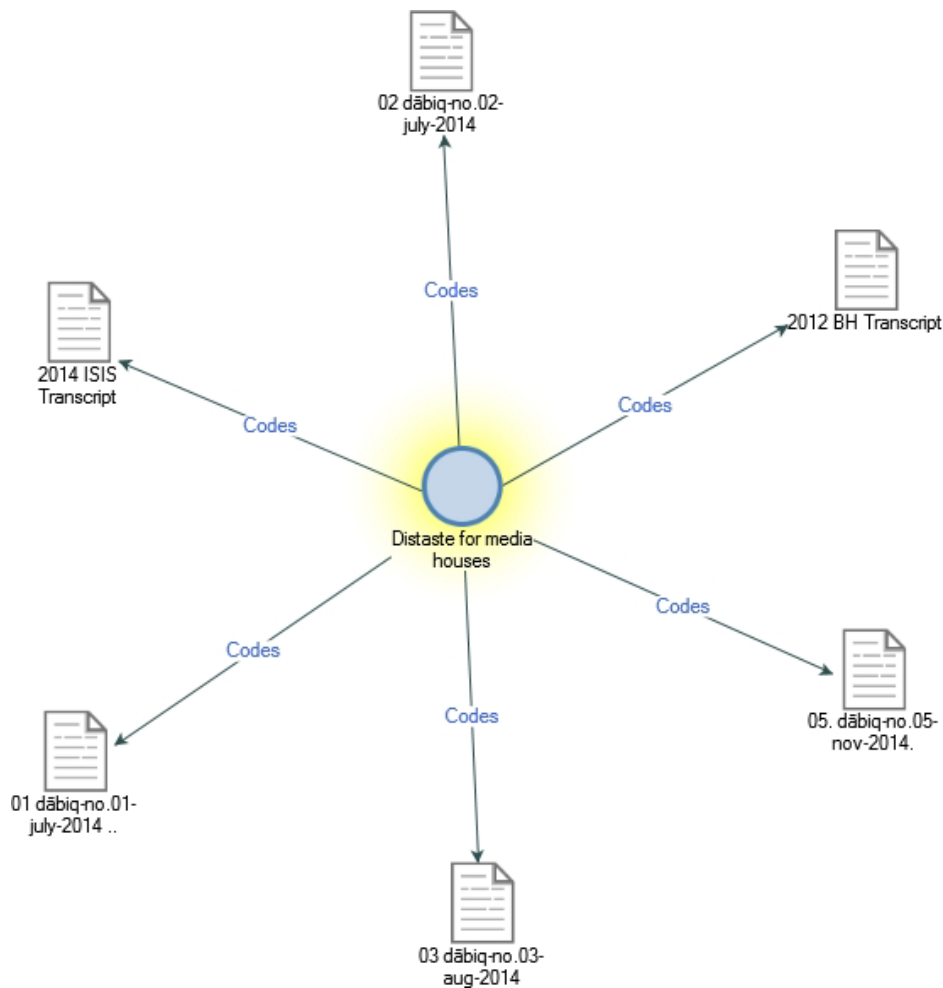 02 dābiq-no.02-
july-2014
Codes
2012 BH Transcript
2014 ISIS
Transcript
Codes
Codes
Distaste for media
houses
Codes
Codes
05. dābiq-no.05-
nov-2014.
Codes
01 dābiq-no.01-
july-2014 ..
03 dābiq-no.03-
aug-2014